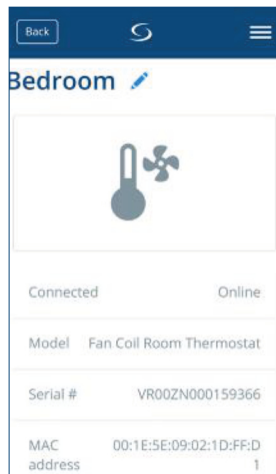 Back
Bedroom
Connected Online
Model Fan Coil Room Thermostat
Serial # VR00ZN000159366
MAC 00:1E:5E:09:02:1D:FF:D
address 1